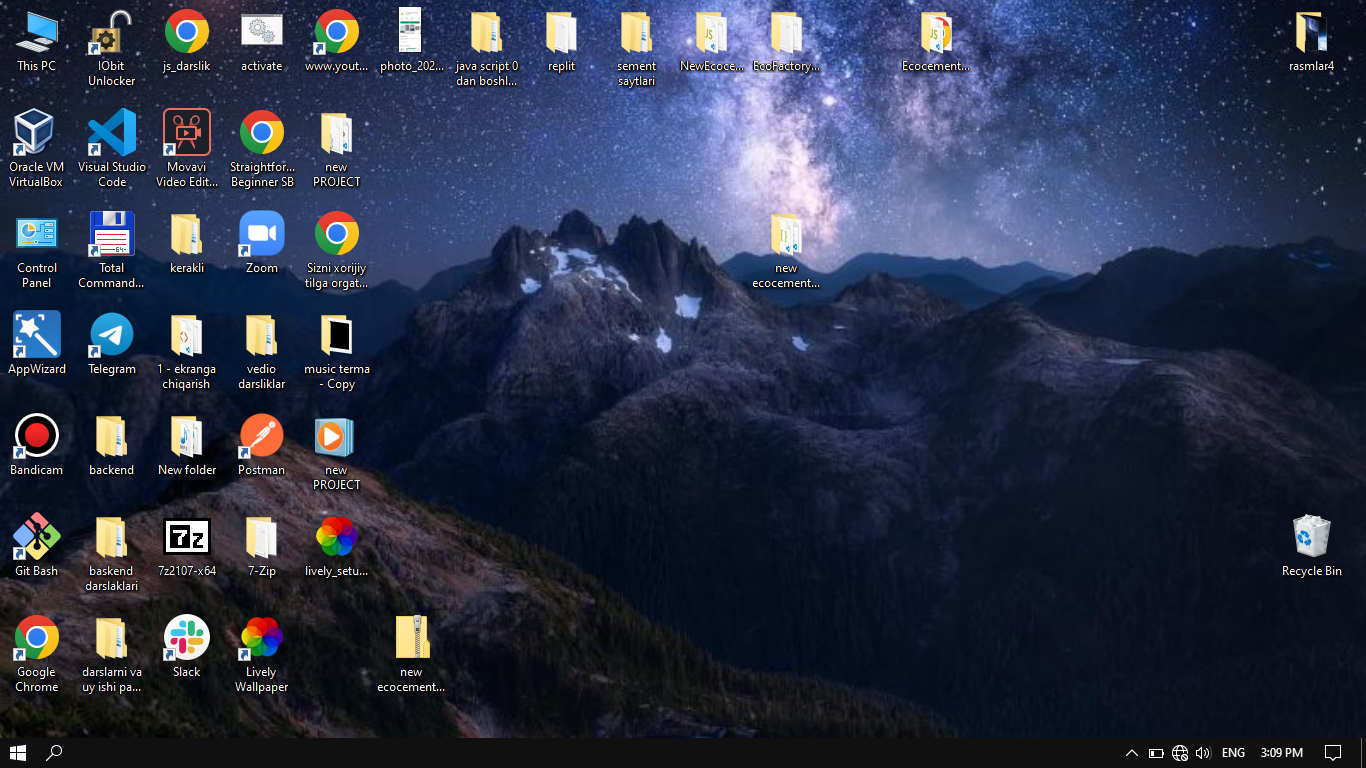 This PC
IObit
Unlocker
js_darslik
activate
www.yout...
photo_202...
java script 0
dan boshl...
replit
sement
saytlari
NewEcoce...
EcoFactory...
Ecocement...
rasmlar4
Oracle VM
VirtualBox
Visual Studio
Code
Movavi
Video Edit...
Straightfor...
Beginner SB
new
PROJECT
Control
Panel
Total
Command...
kerakli
Zoom
Sizni xorijiy
tilga orgat...
new
ecocement...
AppWizard
Telegram
1 - ekranga
chiqarish
vedio
darsliklar
music terma
- Copy
Bandicam
backend
New folder
Postman
new
PROJECT
Git Bash
baskend
darslaklari
7z
7z2107-x64
7-Zip
lively_setu...
Recycle Bin
Google
Chrome
darslarni va
uy ishi pa...
Slack
Lively
Wallpaper
new
ecocement...
ENG
3:09 PM